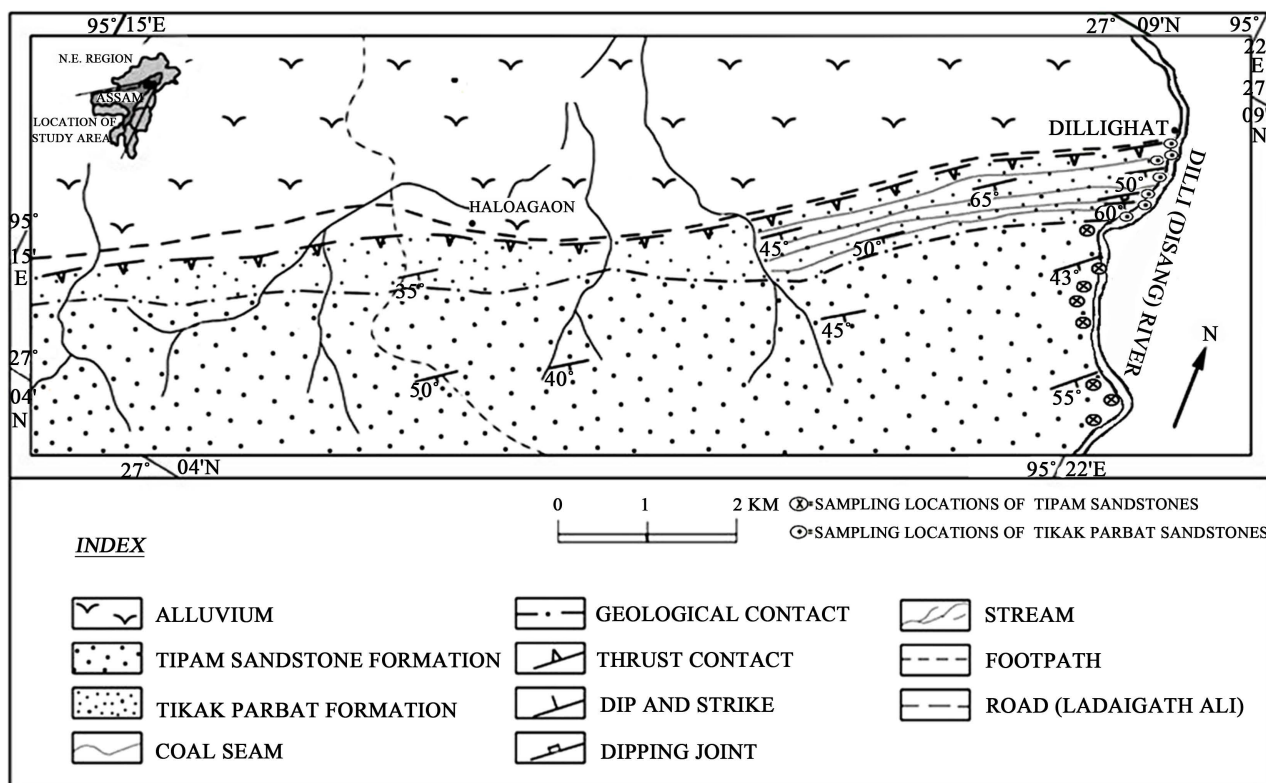 95° 15'E
27° 09'N
95°
22'
E
27°
09'
N
N.E. REGION
ASSAM
LOCATION OF
STUDY AREA
DILLIGHAT
DILLI (DISANG) RIVER
HALOAGAON
95°
15'
E
50°
65°
60°
45°
50°
43°
35°
45°
40°
50°
55°
N
27°
04'
N
27° 04'N
95° 22'E
0 1 2 KM
⊗=SAMPLING LOCATIONS OF TIPAM SANDSTONES
⊙=SAMPLING LOCATIONS OF TIKAK PARBAT SANDSTONES
INDEX
ALLUVIUM
TIPAM SANDSTONE FORMATION
TIKAK PARBAT FORMATION
COAL SEAM
GEOLOGICAL CONTACT
THRUST CONTACT
DIP AND STRIKE
DIPPING JOINT
STREAM
FOOTPATH
ROAD (LADAIGATH ALI)